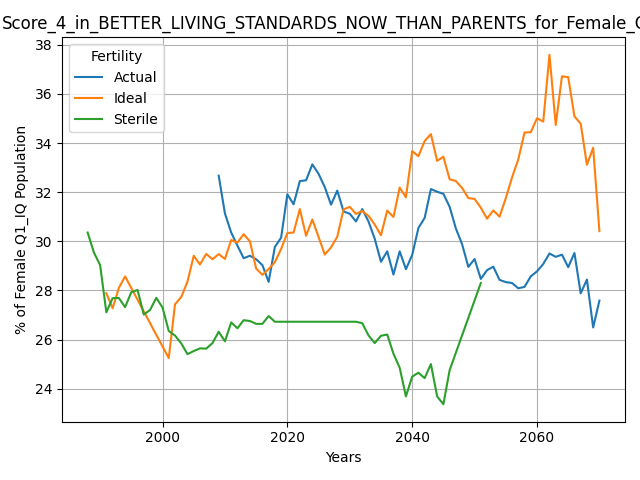 Score_4_in_BETTER_LIVING_STANDARDS_NOW_THAN_PARENTS_for_Female_
Fertility
Actual
Ideal
Sterile
% of Female Q1_IQ Population
38
36
34
32
30
28
26
24
2000
2020
2040
2060
Years